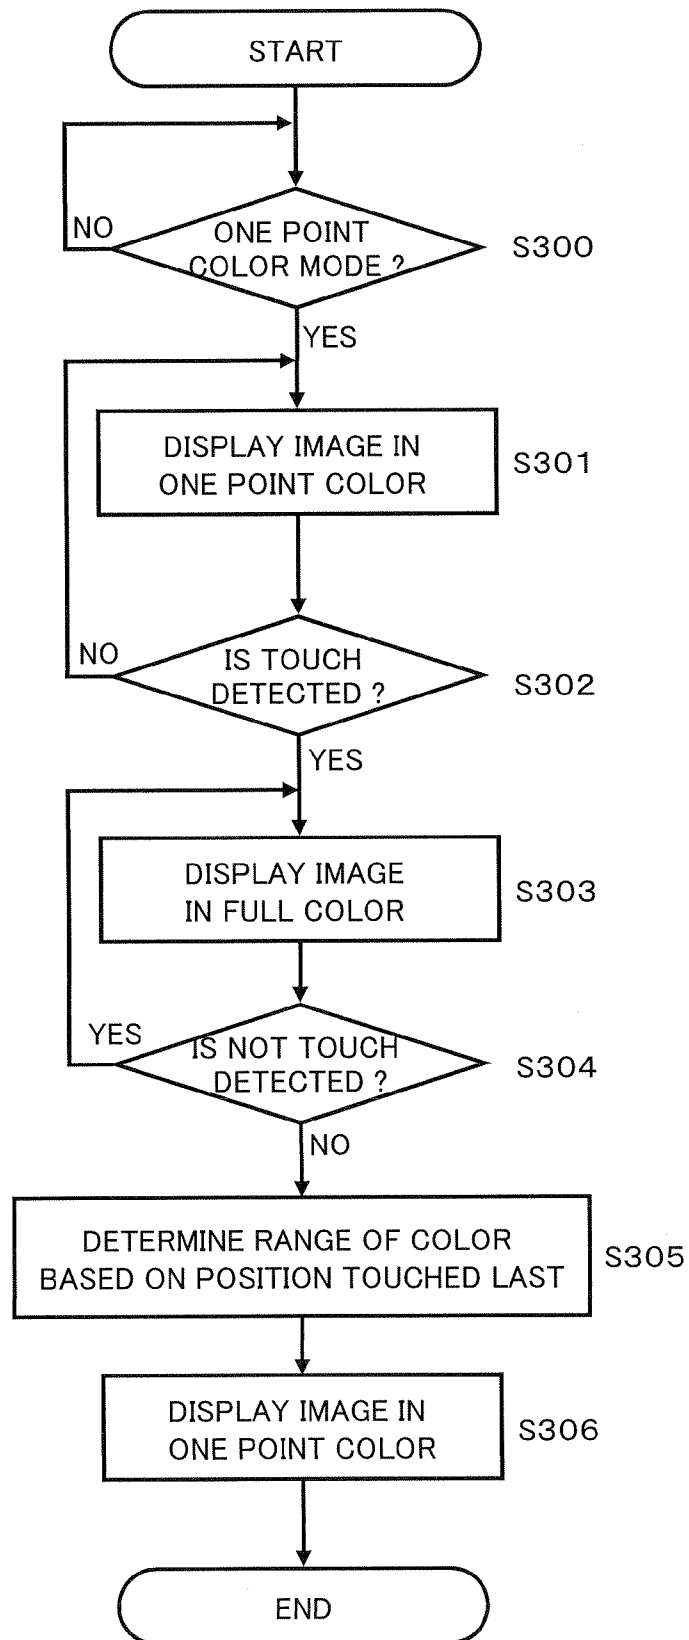 START
NO
ONE POINT
COLOR MODE ?
S300
YES
DISPLAY IMAGE IN
ONE POINT COLOR
S301
NO
IS TOUCH
DETECTED ?
S302
YES
DISPLAY IMAGE
IN FULL COLOR
S303
YES
IS NOT TOUCH
DETECTED ?
S304
NO
DETERMINE RANGE OF COLOR
BASED ON POSITION TOUCHED LAST
S305
DISPLAY IMAGE IN
ONE POINT COLOR
S306
END